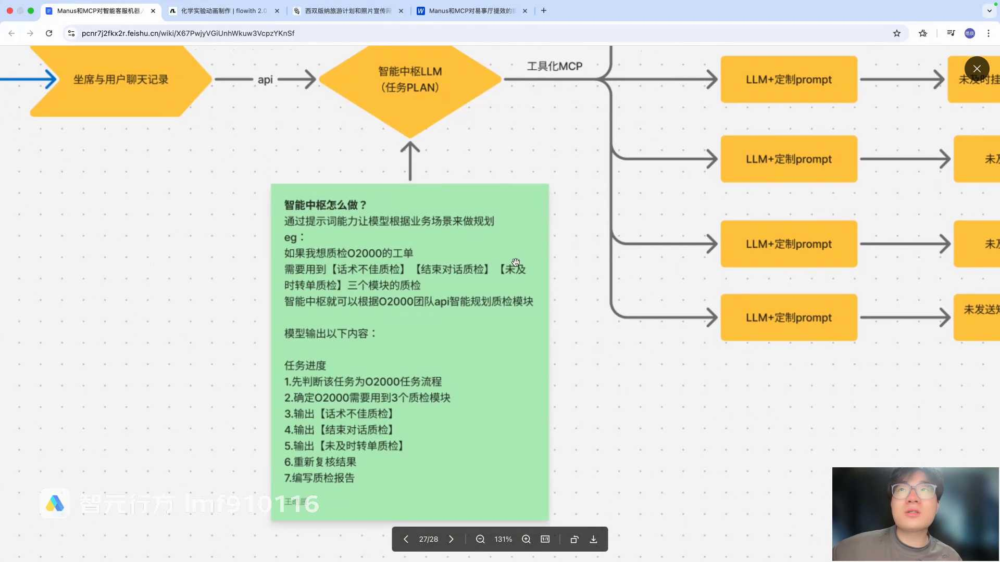 Manus和MCP对智能客服机器人
化学实验动画制作 | flowith 2.0
西双版纳旅游计划和照片宣传网
Manus和MCP对易事厅提效的
pcnr7j2fkx2r.feishu.cn/wiki/X67PwjyVGiUnhWkuw3VcpzYKnSf
皓辰
坐席与用户聊天记录
api
智能中枢LLM
（任务PLAN）
工具化MCP
LLM+定制prompt
未及时挂
LLM+定制prompt
未及
LLM+定制prompt
未及
LLM+定制prompt
未发送
智能中枢怎么做？
通过提示词能力让模型根据业务场景来做规划
eg：
如果我想质检O2000的工单
需要用到【话术不佳质检】【结束对话质检】【未及
时转单质检】三个模块的质检
智能中枢就可以根据O2000团队api智能规划质检模块
模型输出以下内容：
任务进度
1.先判断该任务为O2000任务流程
2.确定O2000需要用到3个质检模块
3.输出【话术不佳质检】
4.输出【结束对话质检】
5.输出【未及时转单质检】
6.重新复核结果
7.编写质检报告
智元行方 lmf910116
27/28
131%
1:1